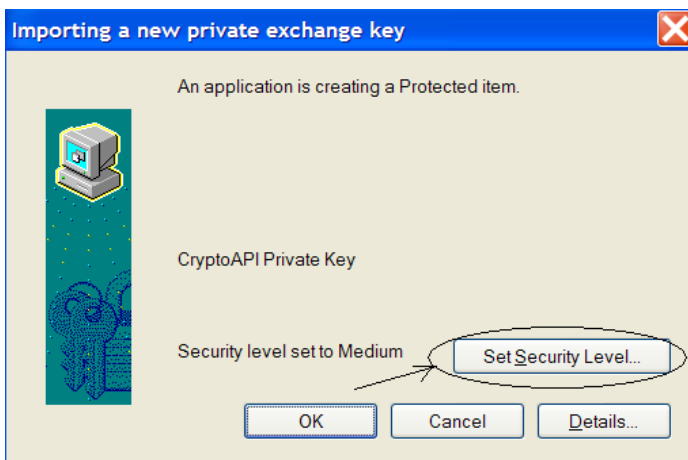 Importing a new private exchange key
An application is creating a Protected item.
CryptoAPI Private Key
Security level set to Medium
Set Security Level...
OK
Cancel
Details...